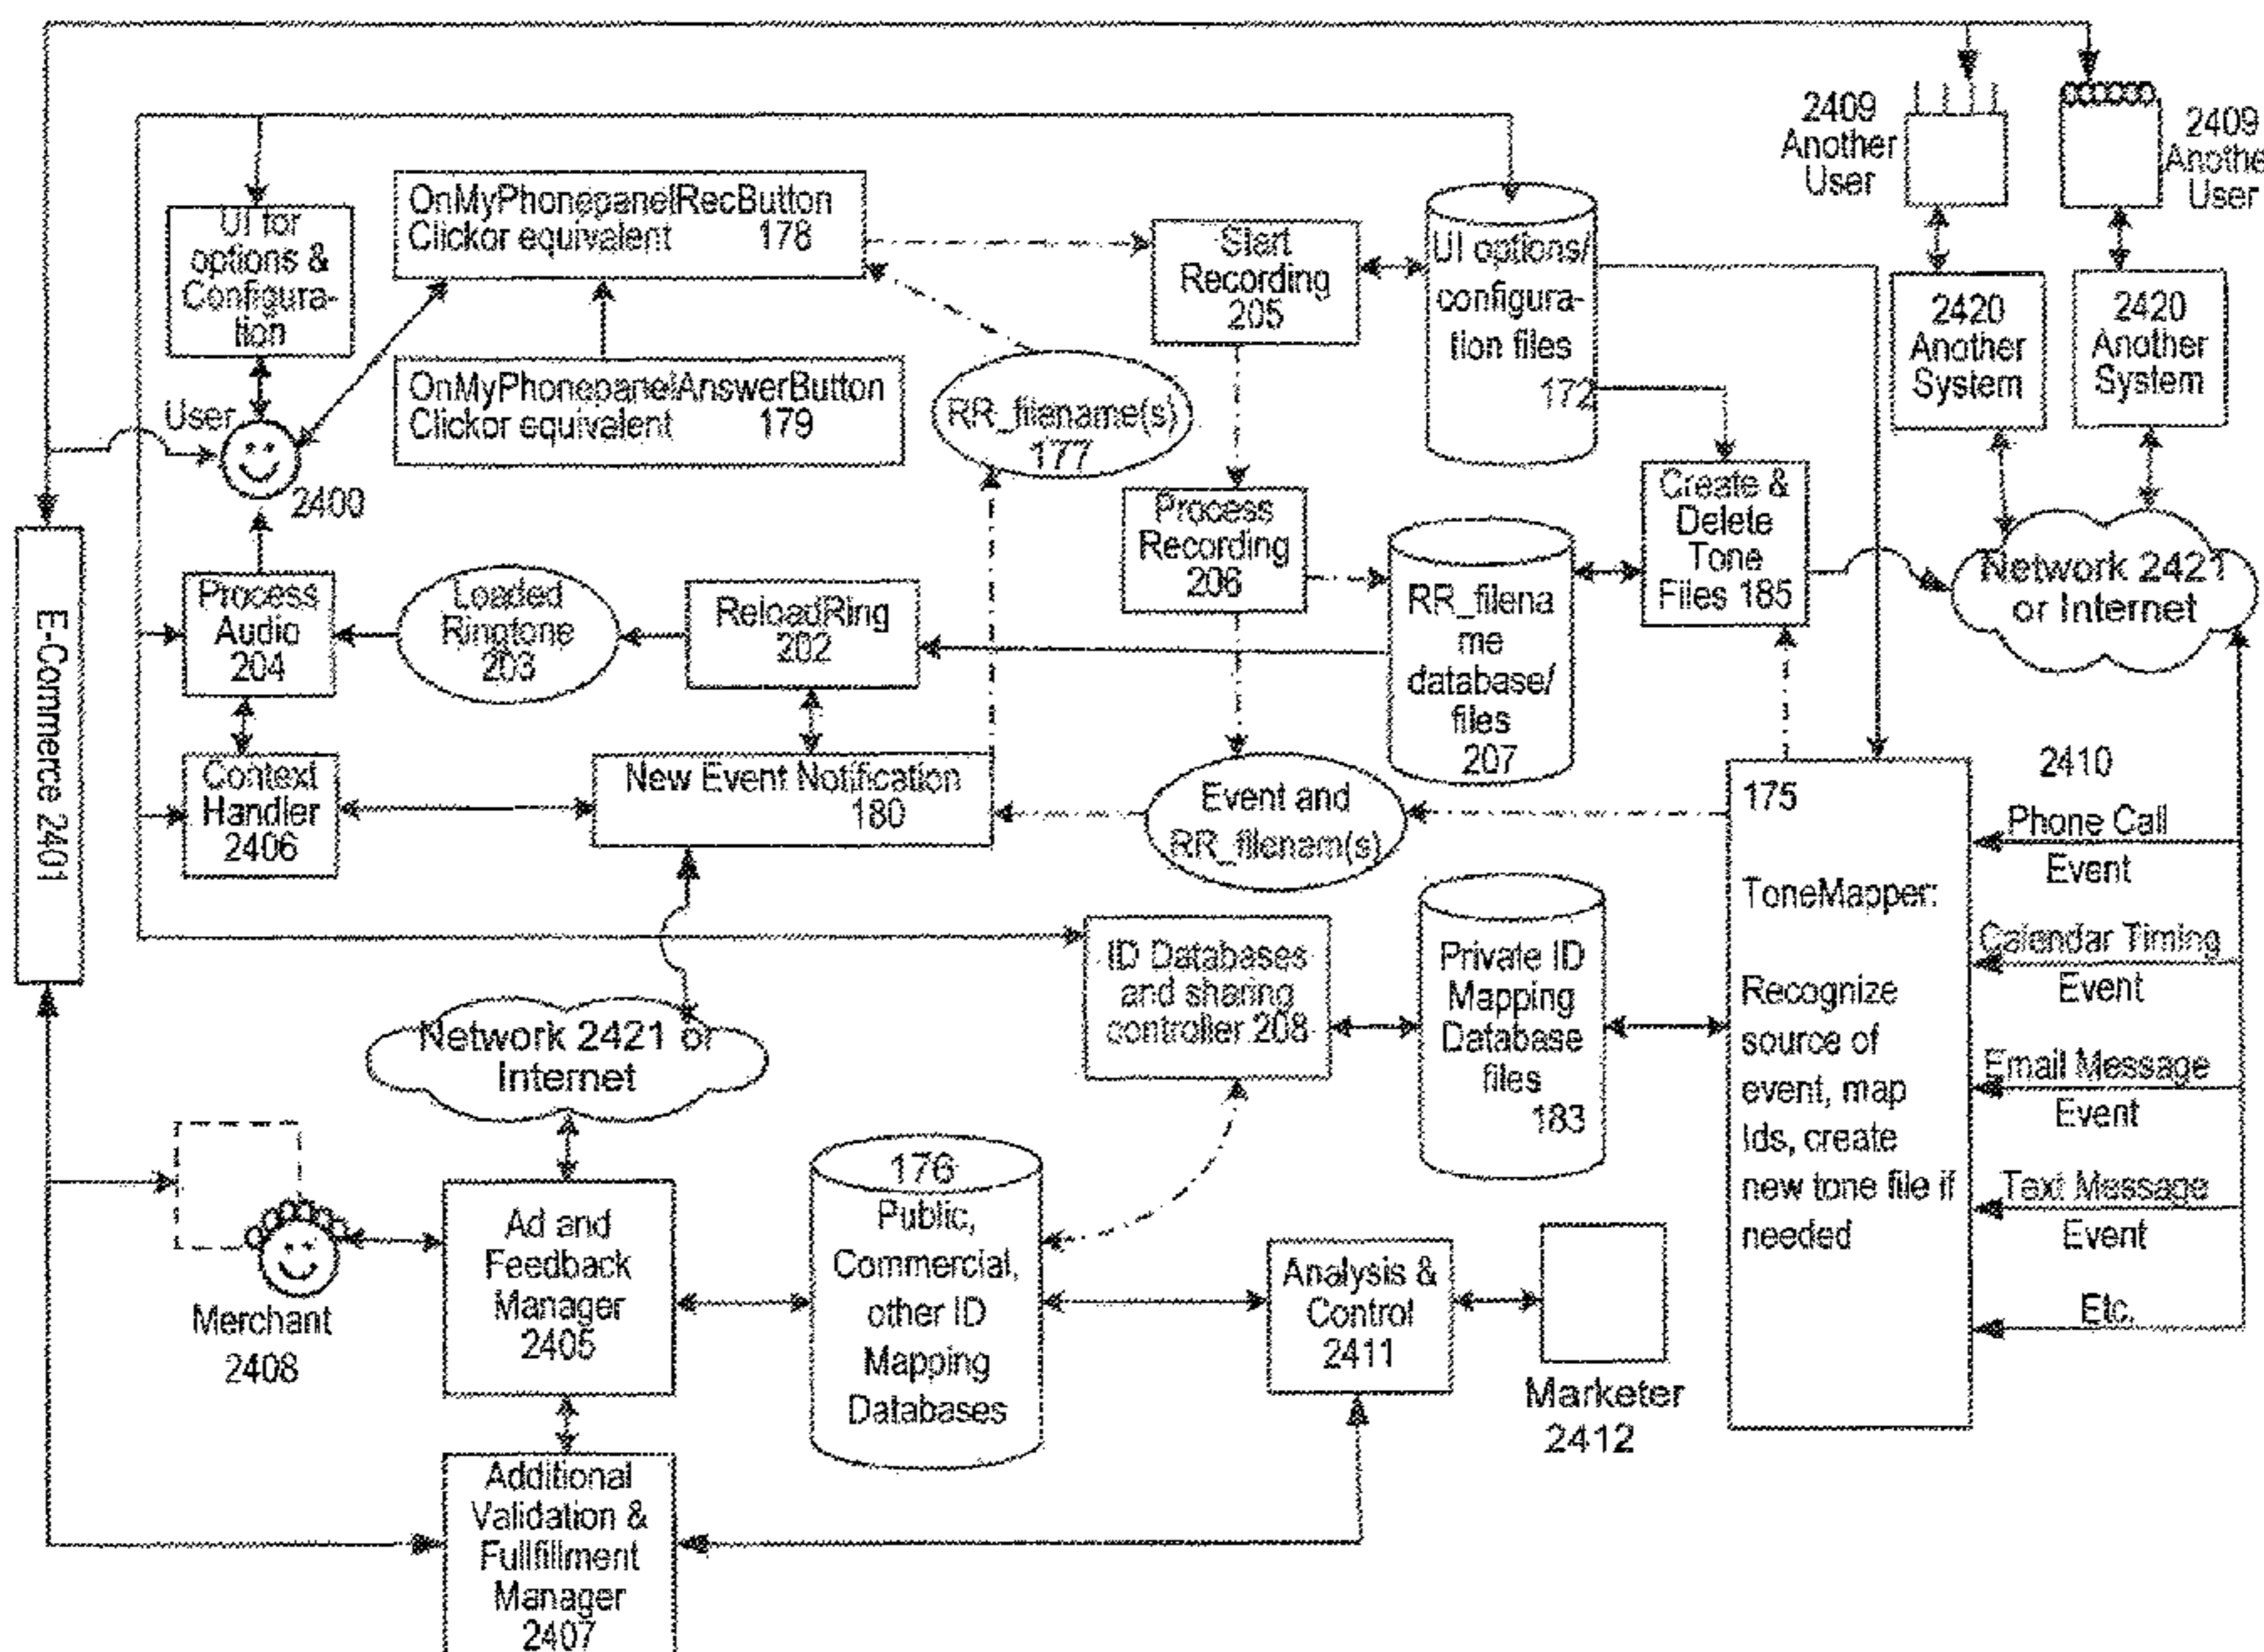 2409
Another
User
2409
Anothe
User
UI for
options &
Configura-
tion
OnMyPhonepanelRecButton
Clickor equivalent 178
OnMyPhonepanelAnswerButton
Clickor equivalent 179
User
2400
RR_filename(s)
177
Start
Recording
205
UI options/
configura-
tion files
172
2420
Another
System
2420
Another
System
Process
Recording
206
Create &
Delete
Tone
Files 185
Network 2421
or Internet
E-Commerce 2401
Process
Audio
204
Loaded
Ringtone
203
ReloadRing
202
RR_filena
me
database/
files
207
Context
Handler
2406
New Event Notification
180
Event and
RR_filenam(s)
175
ToneMapper:
Recognize
source of
event, map
Ids, create
new tone file if
needed
2410
Phone Call
Event
Calendar Timing
Event
Email Message
Event
Text Message
Event
Etc.
ID Databases
and sharing
controller 208
Private ID
Mapping
Database
files
183
Network 2421 or
Internet
Merchant
2408
Ad and
Feedback
Manager
2405
176
Public,
Commercial,
other ID
Mapping
Databases
Analysis &
Control
2411
Marketer
2412
Additional
Validation &
Fullfillment
Manager
2407